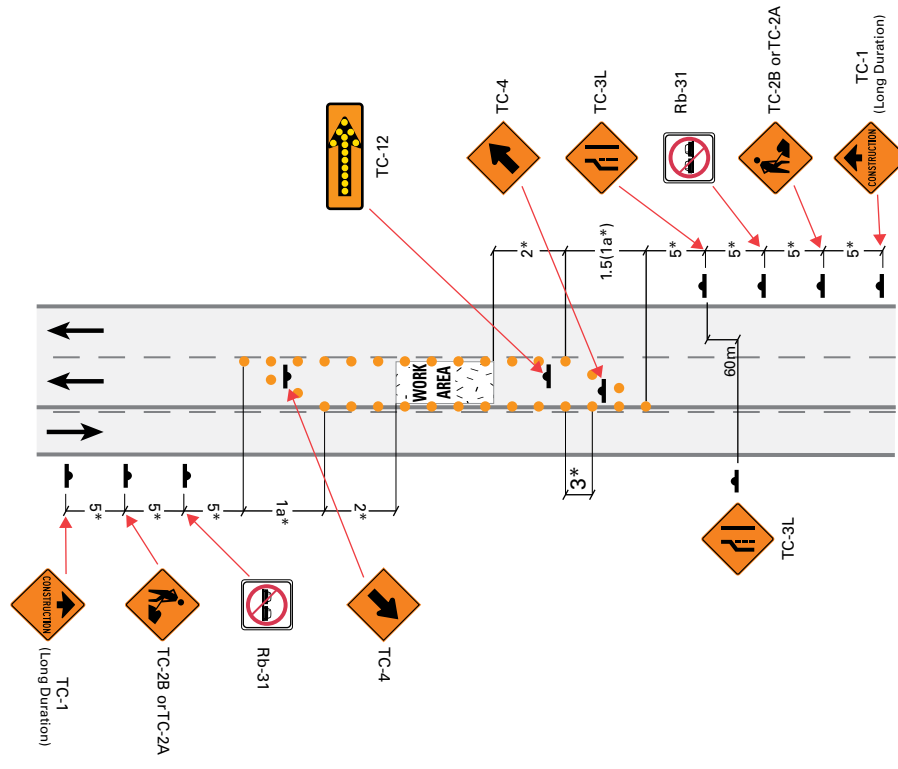 TC-12
TC-4
TC-3L
Rb-31
TC-2B or TC-2A
TC-1
(Long Duration)
CONSTRUCTION
2*
1.5(1a*)
5*
5*
5*
5*
60m
WORK
AREA
3*
TC-3L
5*
5*
5*
1a*
2*
CONSTRUCTION
TC-1
(Long Duration)
TC-2B or TC-2A
Rb-31
TC-4